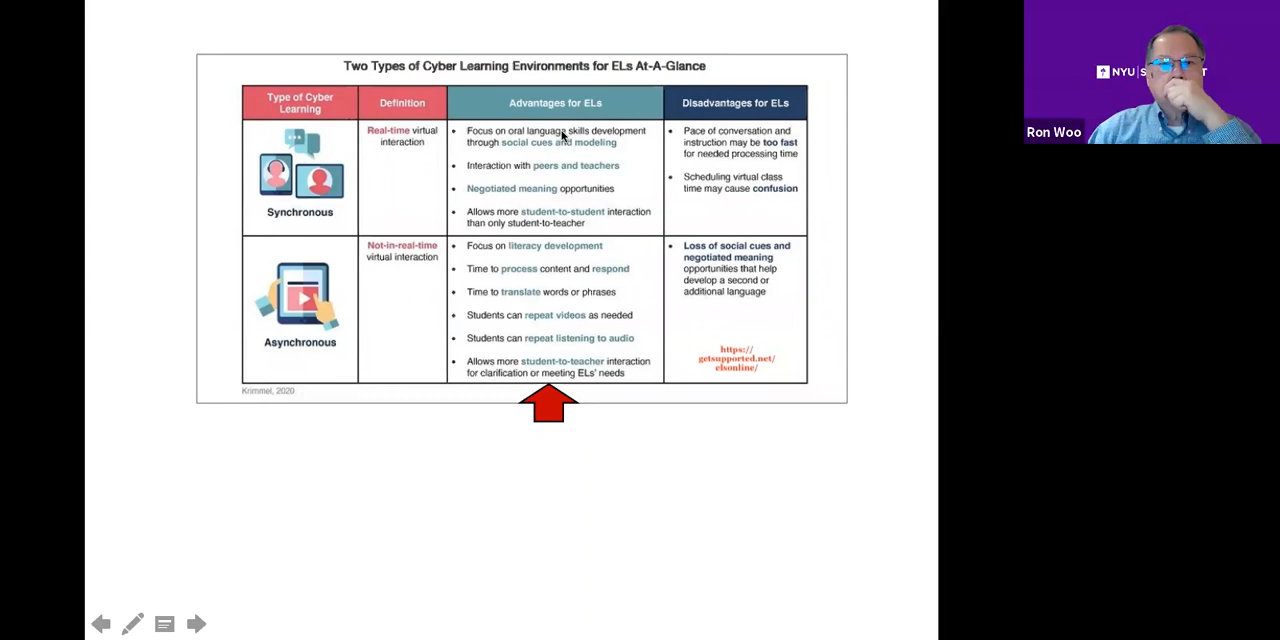 Two Types of Cyber Learning Environments for ELs At-A-Glance
Type of Cyber
Learning
Definition
Advantages for ELs
Disadvantages for ELs
Synchronous
Real-time virtual
interaction
• Focus on oral language skills development
through social cues and modeling
• Interaction with peers and teachers
• Negotiated meaning opportunities
• Allows more student-to-student interaction
than only student-to-teacher
• Pace of conversation and
instruction may be too fast
for needed processing time
• Scheduling virtual class
time may cause confusion
Asynchronous
Not-in-real-time
virtual interaction
• Focus on literacy development
• Time to process content and respond
• Time to translate words or phrases
• Students can repeat videos as needed
• Students can repeat listening to audio
• Allows more student-to-teacher interaction
for clarification or meeting ELs' needs
• Loss of social cues and
negotiated meaning
opportunities that help
develop a second or
additional language
https://
getsupported.net/
elsonline/
Krimmel, 2020
NYU
Ron Woo